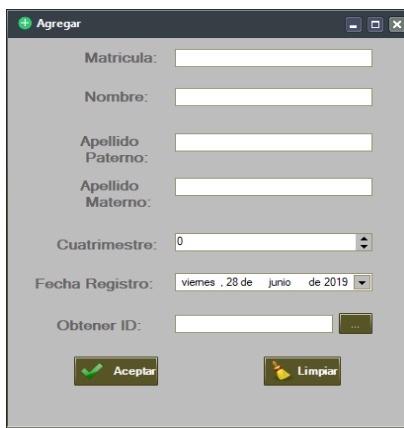 Agregar
Matricula:
Nombre:
Apellido
Paterno:
Apellido
Materno:
Cuatrimestre: 0
Fecha Registro: viernes , 28 de junio de 2019
Obtener ID: ...
Aceptar Limpiar